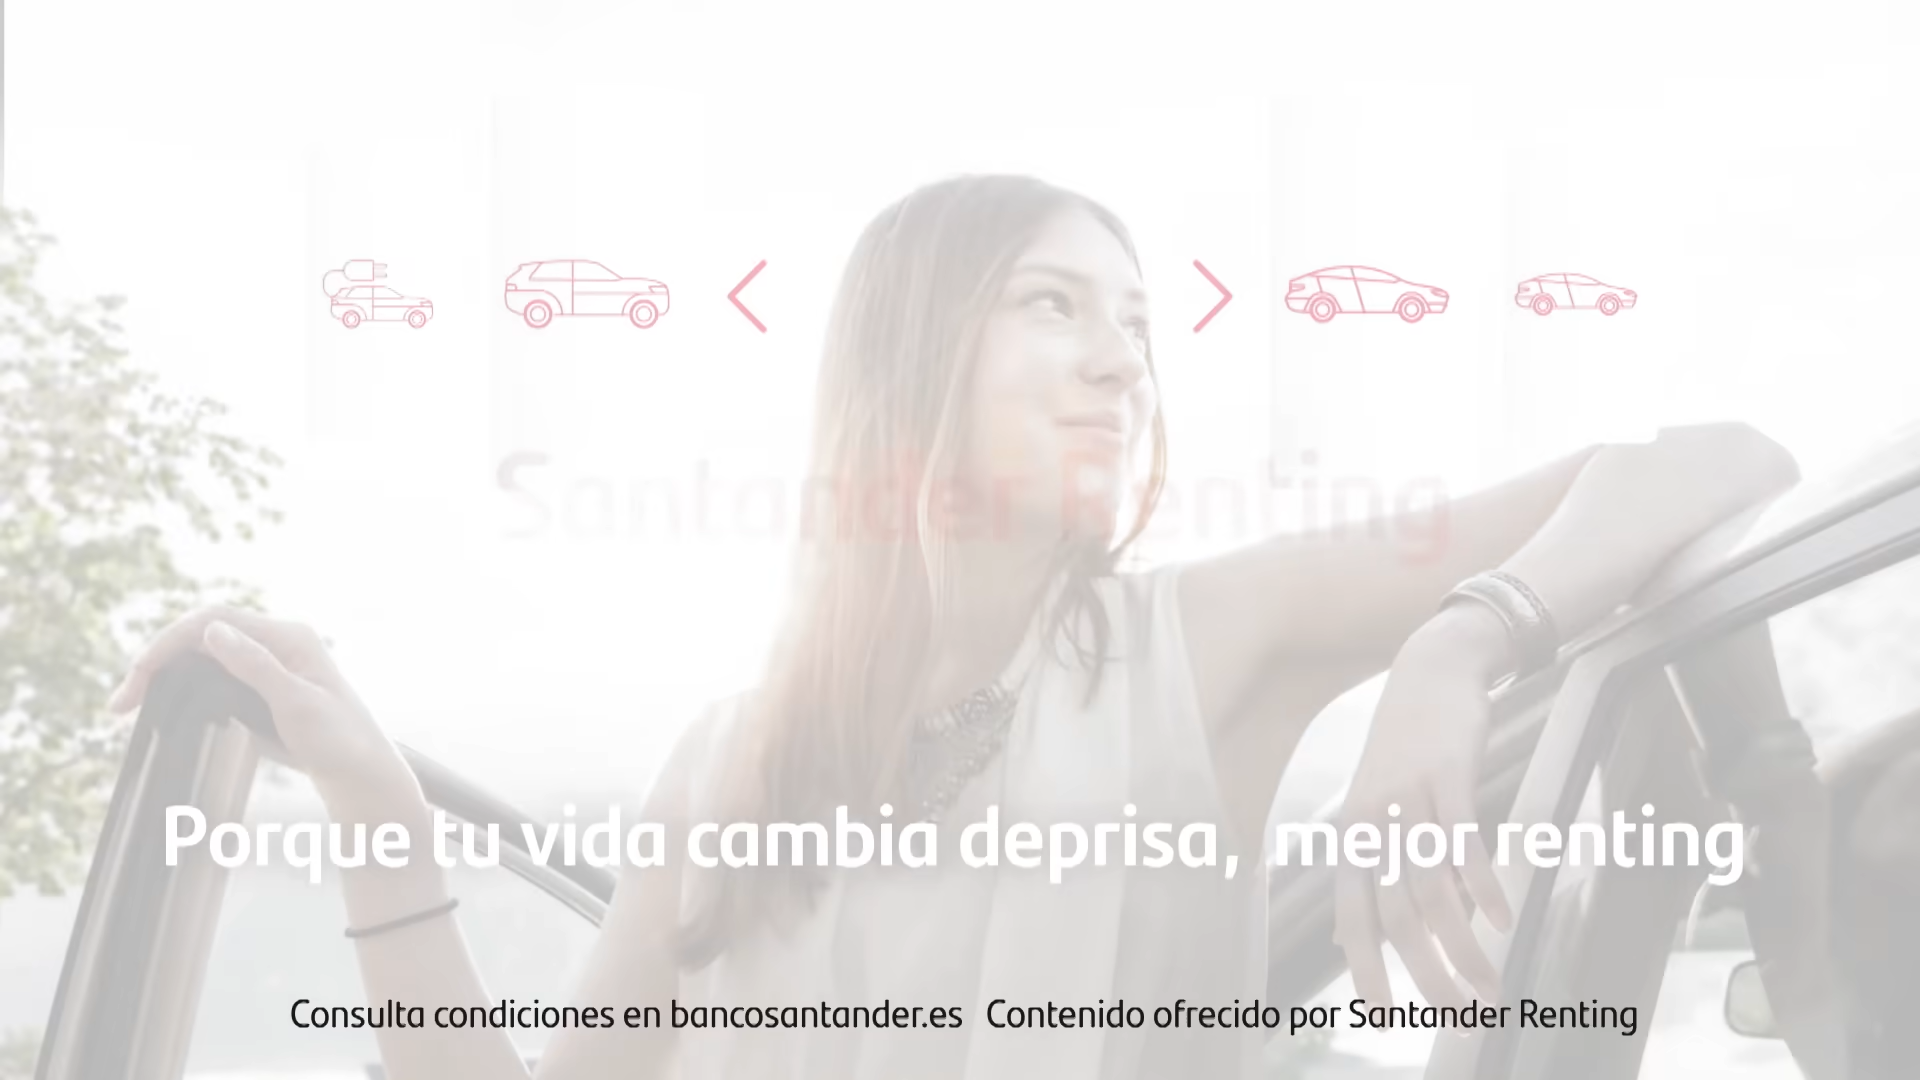 Santander Renting
Porque tu vida cambia deprisa, mejor renting
Consulta condiciones en bancosantander.es Contenido ofrecido por Santander Renting